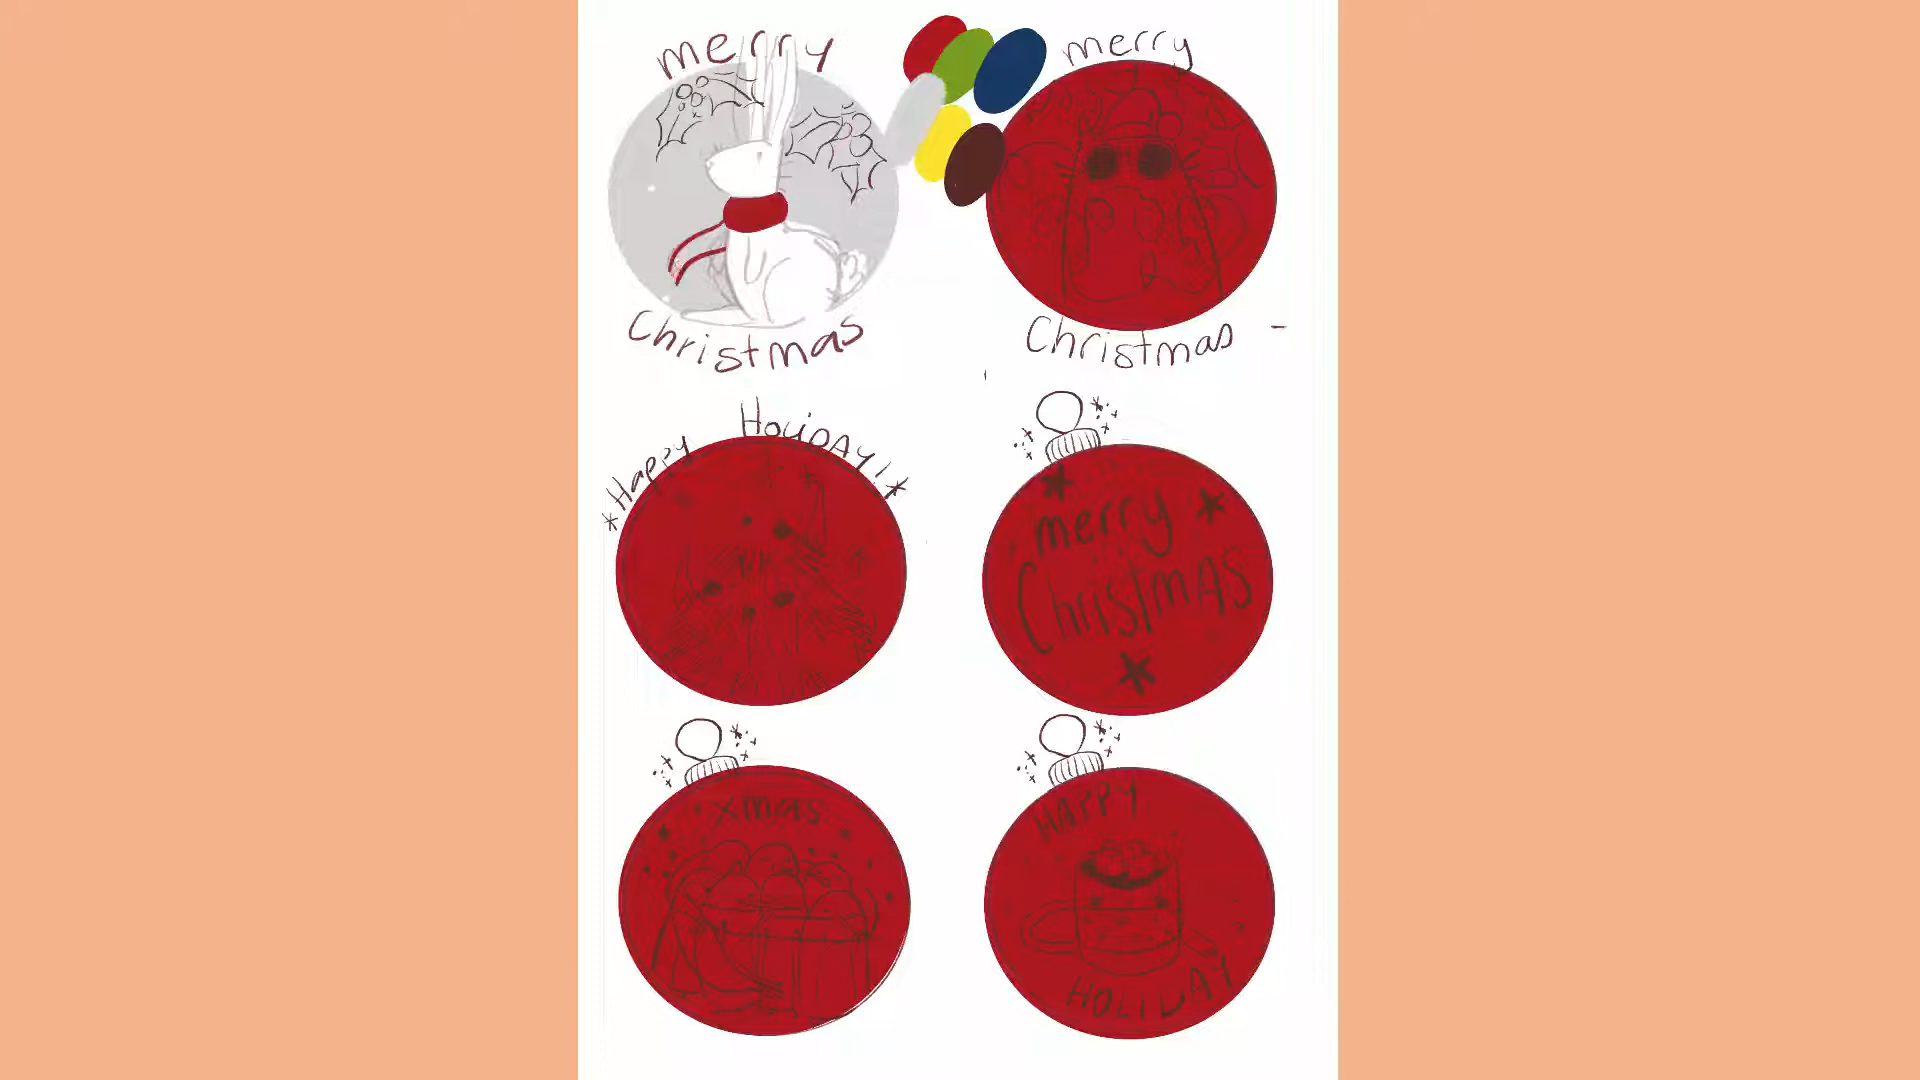 merry
Christmas
merry
Christmas
*Happy HoliDAy!*
merry
ChristmAS
xmas
HAPPY
HOLIDAY